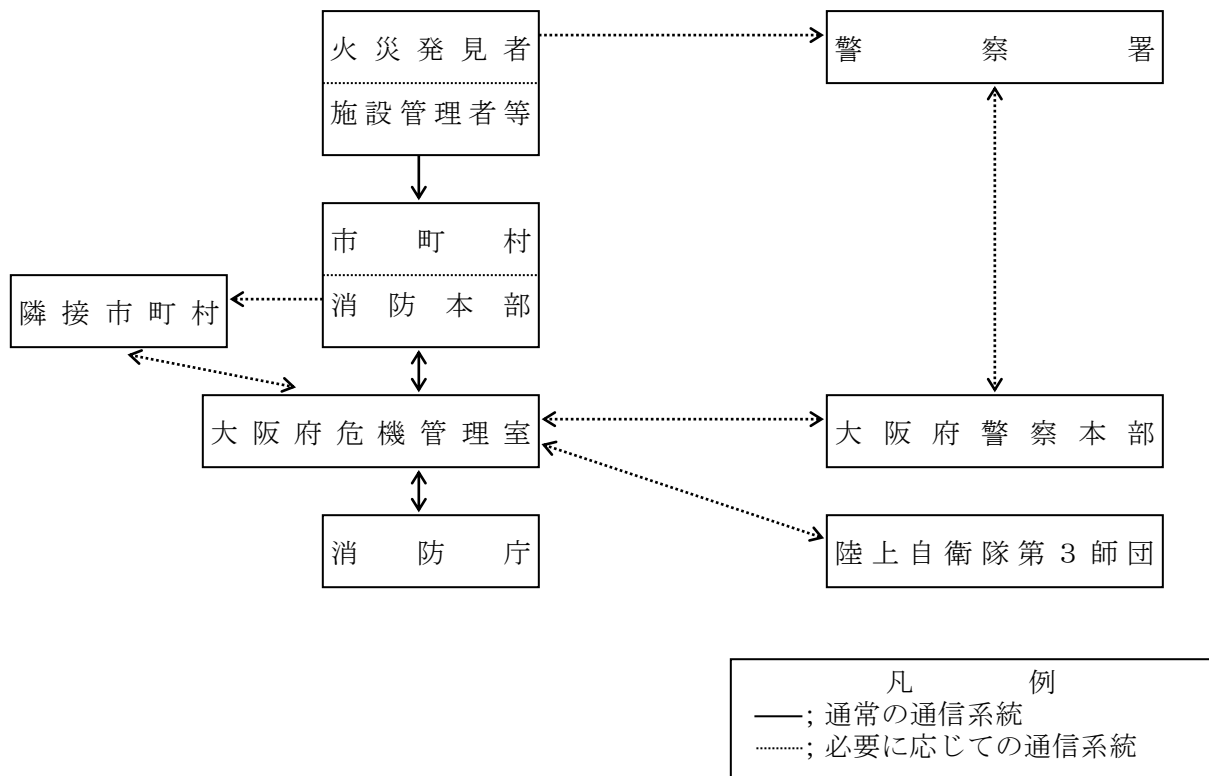 火災発見者
警察署
施設管理者等
市町村
消防本部
隣接市町村
大阪府危機管理室
大阪府警察本部
消防庁
陸上自衛隊第３師団
凡例
――; 通常の通信系統
┈┈; 必要に応じての通信系統